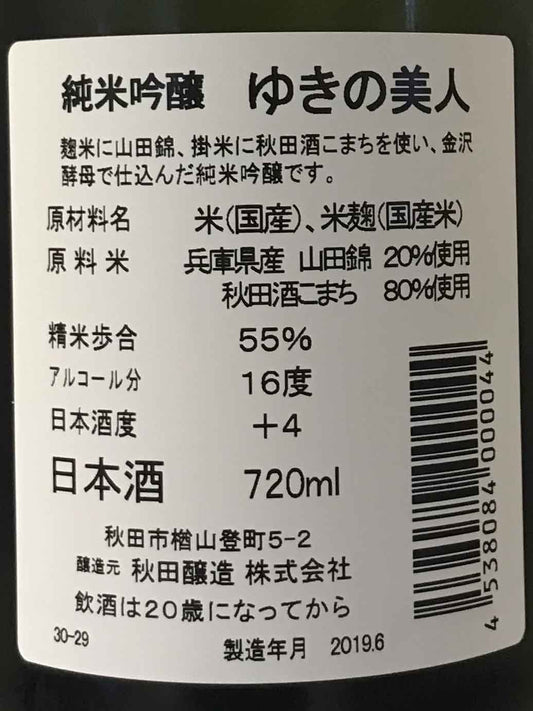 純米吟醸 ゆきの美人
麹米に山田錦、掛米に秋田酒こまちを使い、金沢
酵母で仕込んだ純米吟醸です。
原材料名 米(国産)、米麹(国産米)
原料米 兵庫県産 山田錦 20%使用
秋田酒こまち 80%使用
精米歩合 55%
アルコール分 16度
日本酒度 +4
日本酒 720ml
秋田市楢山登町5-2
醸造元 秋田醸造 株式会社
飲酒は20歳になってから
30-29 製造年月 2019.6
4538084000044